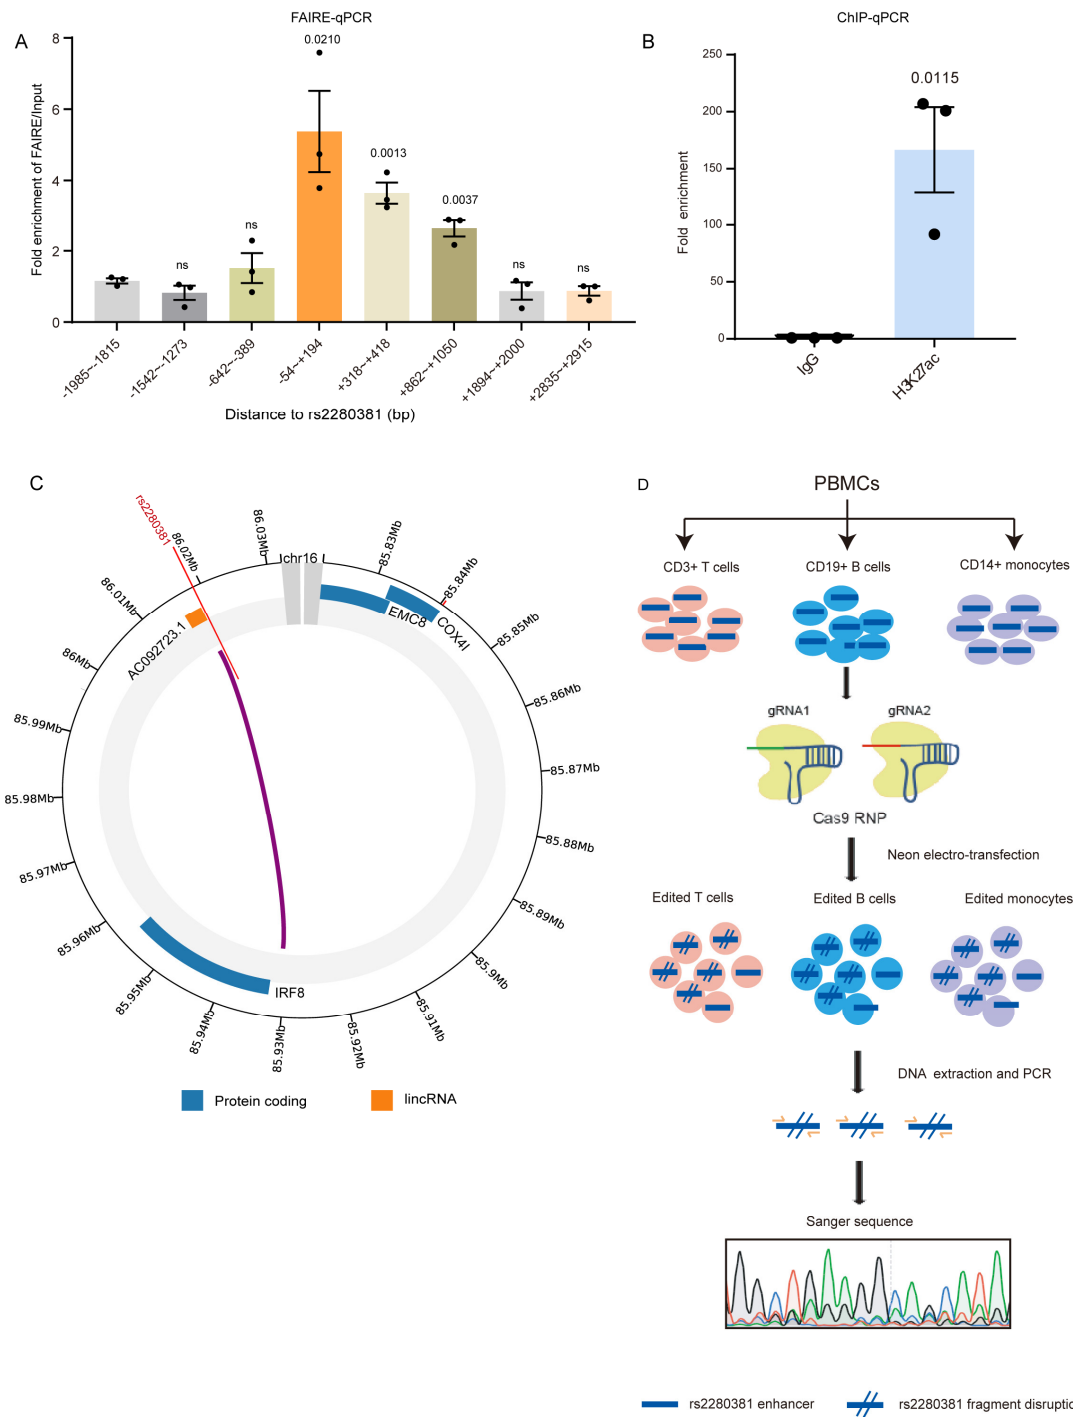 FAIRE-qPCR
A
Fold enrichment of FAIRE/Input
8
6
4
2
0
ns
ns
0.0210
0.0013
0.0037
ns
ns
-1985~-1815
-1542~-1273
-642~-389
-54~+194
+318~+418
+862~+1050
+1894~+2000
+2835~+2915
Distance to rs2280381 (bp)
ChIP-qPCR
B
Fold enrichment
250
200
150
100
50
0
0.0115
IgG
H3K27ac
C
rs2280381
chr16
85.83Mb
85.84Mb
85.85Mb
85.86Mb
85.87Mb
85.88Mb
85.89Mb
85.9Mb
85.91Mb
85.92Mb
85.93Mb
85.94Mb
85.95Mb
85.96Mb
85.97Mb
85.98Mb
85.99Mb
86Mb
86.01Mb
86.02Mb
86.03Mb
EMC8
COX4I
AC092723.1
IRF8
Protein coding
lincRNA
D
PBMCs
CD3+ T cells
CD19+ B cells
CD14+ monocytes
gRNA1
gRNA2
Cas9 RNP
Neon electro-transfection
Edited T cells
Edited B cells
Edited monocytes
DNA extraction and PCR
Sanger sequence
rs2280381 enhancer
rs2280381 fragment disruptio